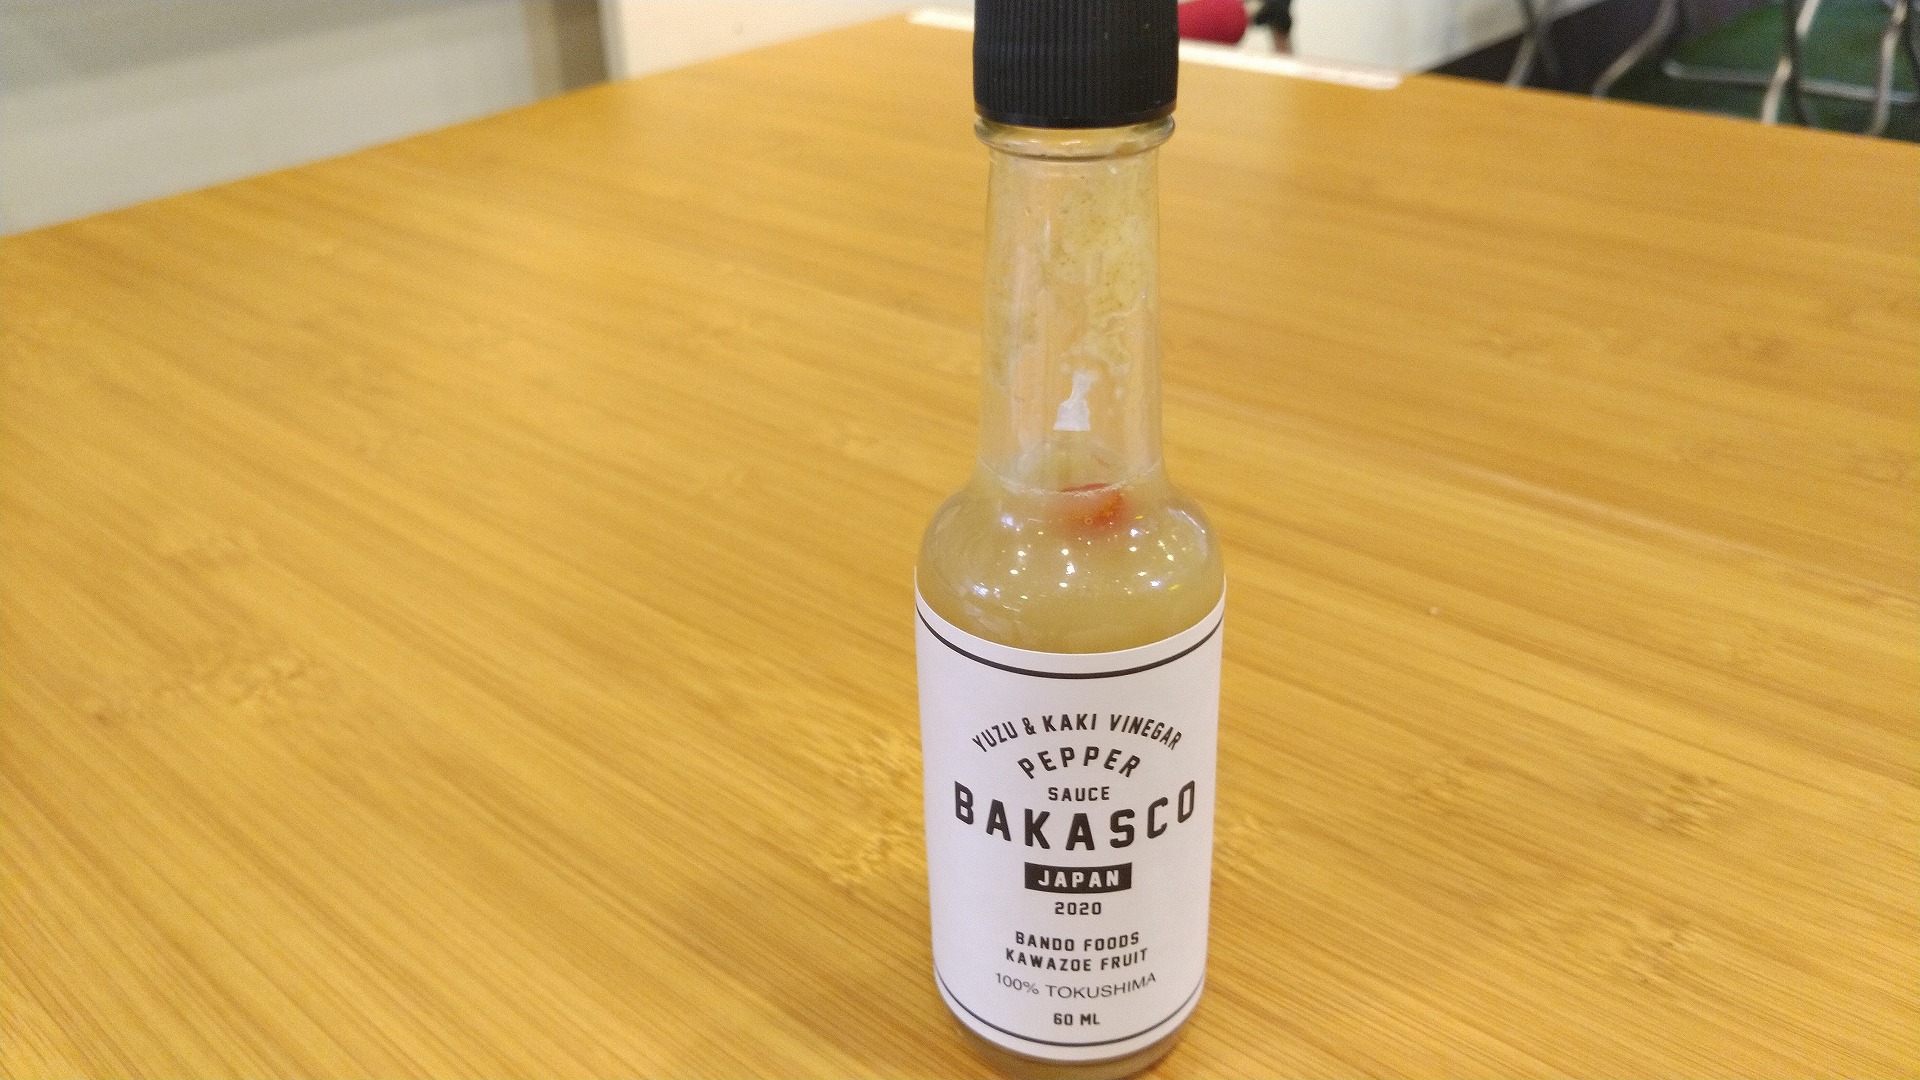 YUZU & KAKI VINEGAR
PEPPER
SAUCE
BAKASCO
JAPAN
2020
BANDO FOODS
KAWAZOE FRUIT
100% TOKUSHIMA
60 ML